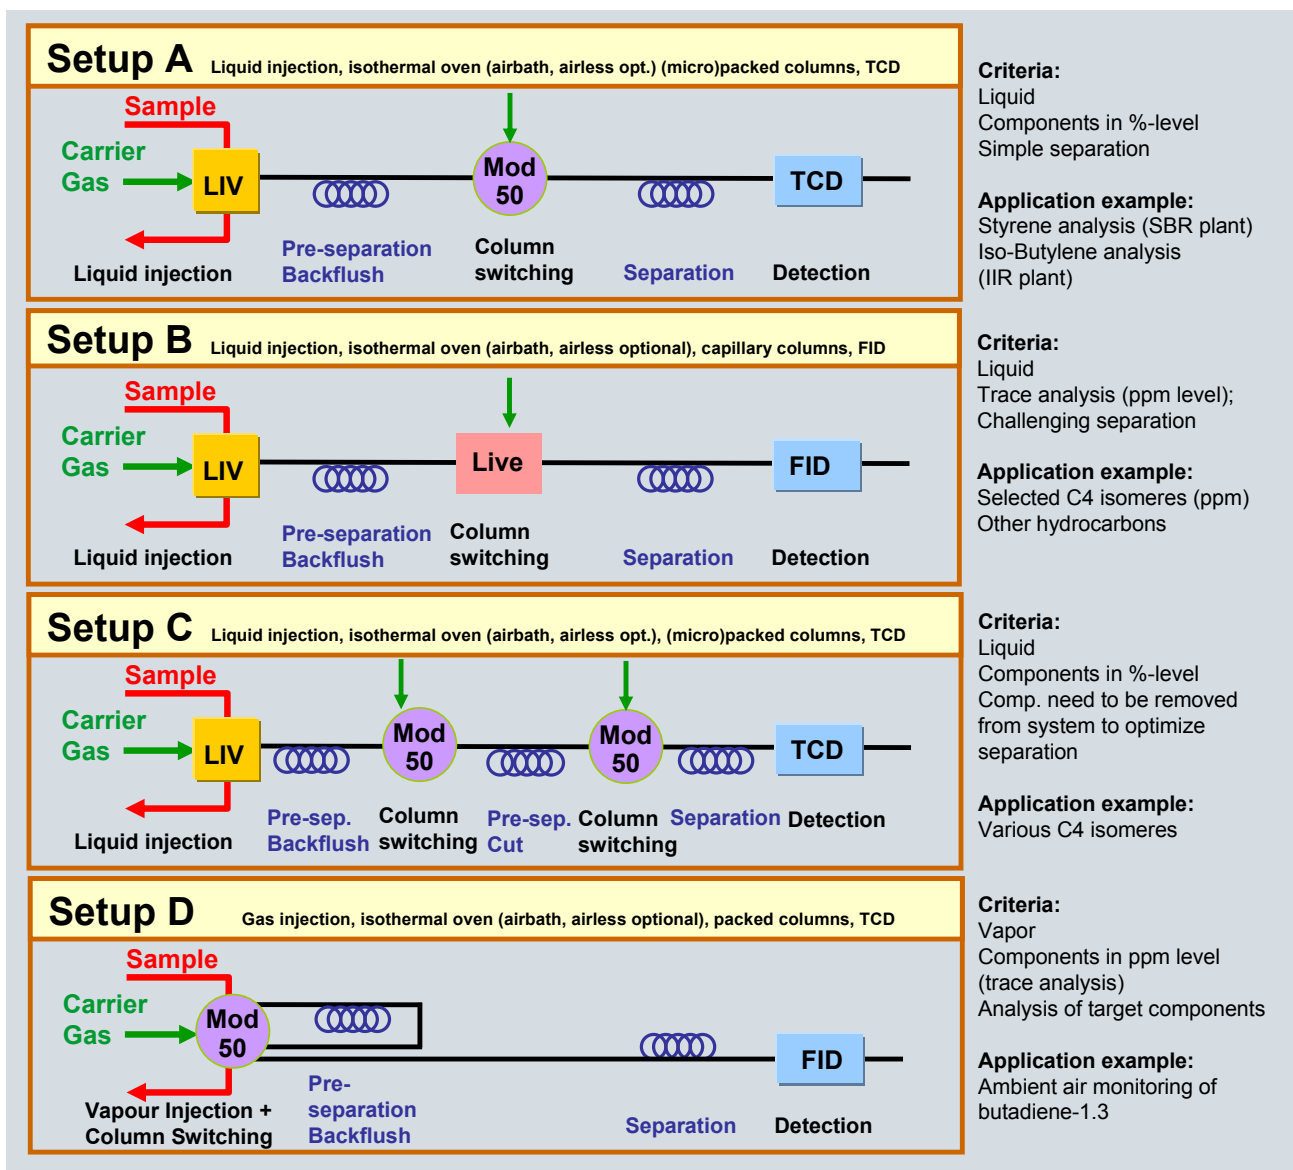 Setup A Liquid injection, isothermal oven (airbath, airless opt.) (micro)packed columns, TCD
Sample
Carrier
Gas
LIV
Mod
50
TCD
Pre-separation
Backflush
Column
switching
Separation
Detection
Liquid injection
Criteria:
Liquid
Components in %-level
Simple separation
Application example:
Styrene analysis (SBR plant)
Iso-Butylene analysis
(IIR plant)
Setup B Liquid injection, isothermal oven (airbath, airless optional), capillary columns, FID
Sample
Carrier
Gas
LIV
Live
FID
Pre-separation
Backflush
Column
switching
Separation
Detection
Liquid injection
Criteria:
Liquid
Trace analysis (ppm level);
Challenging separation
Application example:
Selected C4 isomeres (ppm)
Other hydrocarbons
Setup C Liquid injection, isothermal oven (airbath, airless opt.), (micro)packed columns, TCD
Sample
Carrier
Gas
LIV
Mod
50
Mod
50
TCD
Pre-sep.
Backflush
Column
switching
Pre-sep.
Cut
Column
switching
Separation
Detection
Liquid injection
Criteria:
Liquid
Components in %-level
Comp. need to be removed
from system to optimize
separation
Application example:
Various C4 isomeres
Setup D Gas injection, isothermal oven (airbath, airless optional), packed columns, TCD
Sample
Carrier
Gas
Mod
50
FID
Vapour Injection +
Column Switching
Pre-
separation
Backflush
Separation
Detection
Criteria:
Vapor
Components in ppm level
(trace analysis)
Analysis of target components
Application example:
Ambient air monitoring of
butadiene-1.3